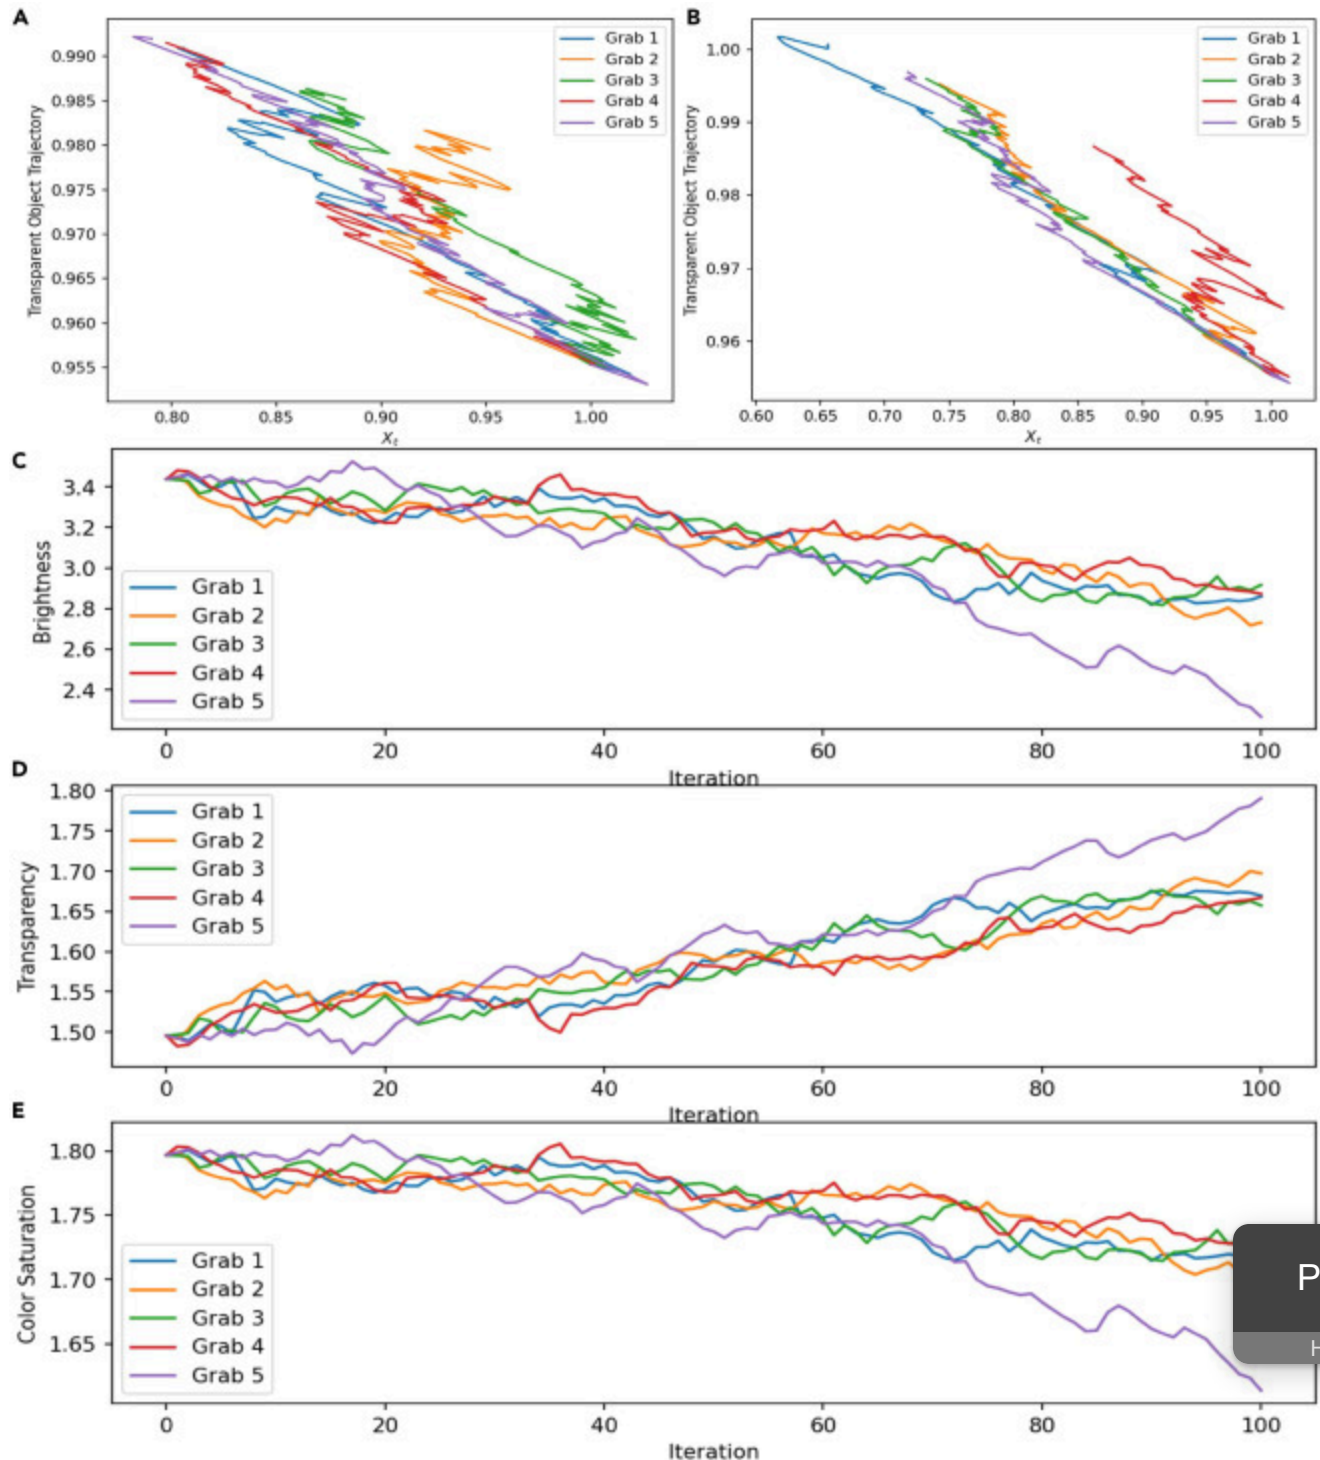 A
B
Transparent Object Trajectory
0.990
0.985
0.980
0.975
0.970
0.965
0.960
0.955
0.80 0.85 0.90 0.95 1.00
Xt
Grab 1
Grab 2
Grab 3
Grab 4
Grab 5
Transparent Object Trajectory
1.00
0.99
0.98
0.97
0.96
0.60 0.65 0.70 0.75 0.80 0.85 0.90 0.95 1.00
Xt
Grab 1
Grab 2
Grab 3
Grab 4
Grab 5
C
Brightness
3.4
3.2
3.0
2.8
2.6
2.4
Grab 1
Grab 2
Grab 3
Grab 4
Grab 5
0 20 40 60 80 100
Iteration
D
Transparency
1.80
1.75
1.70
1.65
1.60
1.55
1.50
Grab 1
Grab 2
Grab 3
Grab 4
Grab 5
0 20 40 60 80 100
Iteration
E
Color Saturation
1.80
1.75
1.70
1.65
Grab 1
Grab 2
Grab 3
Grab 4
Grab 5
P
H
0 20 40 60 80 100
Iteration